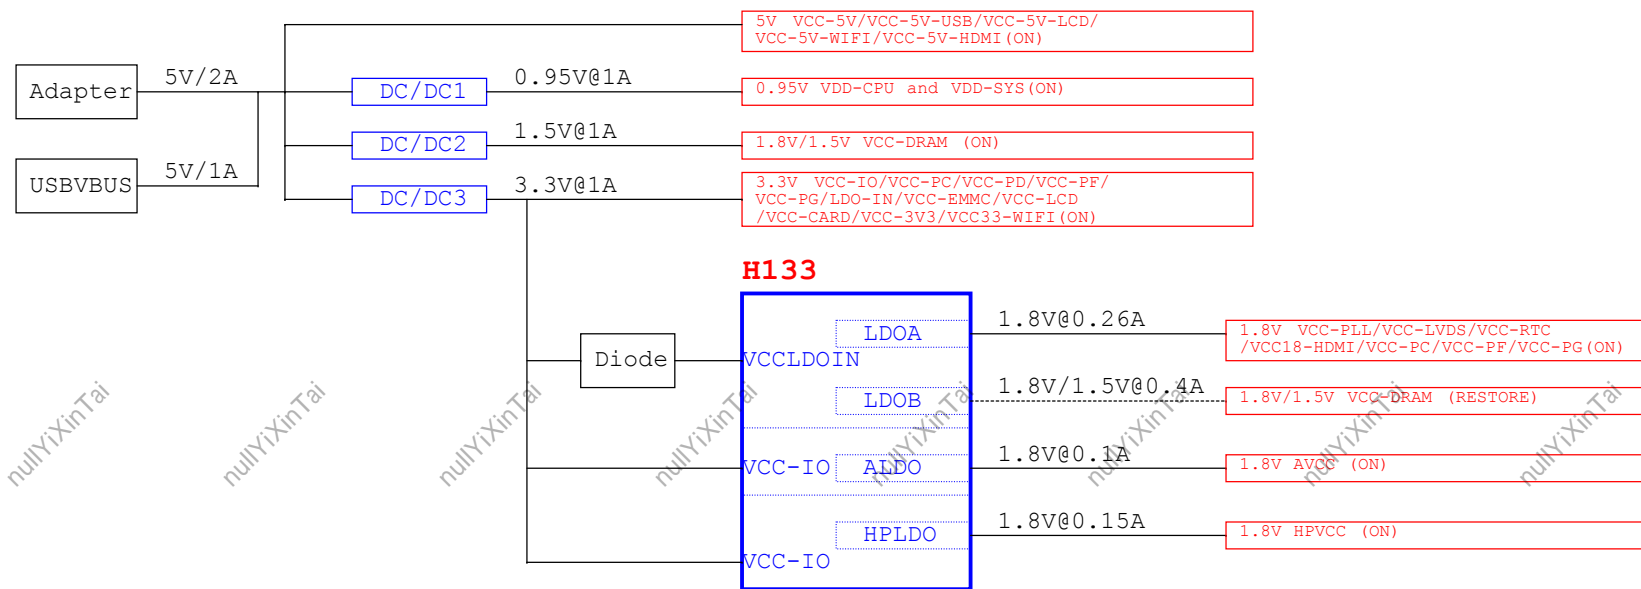 5V VCC-5V/VCC-5V-USB/VCC-5V-LCD/
VCC-5V-WIFI/VCC-5V-HDMI(ON)
Adapter
5V/2A
DC/DC1
0.95V@1A
0.95V VDD-CPU and VDD-SYS(ON)
DC/DC2
1.5V@1A
1.8V/1.5V VCC-DRAM (ON)
USBVBUS
5V/1A
DC/DC3
3.3V@1A
3.3V VCC-IO/VCC-PC/VCC-PD/VCC-PF/
VCC-PG/LDO-IN/VCC-EMMC/VCC-LCD
/VCC-CARD/VCC-3V3/VCC33-WIFI(ON)
H133
LDOA
1.8V@0.26A
1.8V VCC-PLL/VCC-LVDS/VCC-RTC
/VCC18-HDMI/VCC-PC/VCC-PF/VCC-PG(ON)
Diode
VCCLDOIN
LDOB
1.8V/1.5V@0.4A
1.8V/1.5V VCC-DRAM (RESTORE)
VCC-IO
ALDO
1.8V@0.1A
1.8V AVCC (ON)
HPLDO
1.8V@0.15A
1.8V HPVCC (ON)
VCC-IO
nullYiXinTai
nullYiXinTai
nullYiXinTai
nullYiXinTai
nullYiXinTai
nullYiXinTai
nullYiXinTai
nullYiXinTai